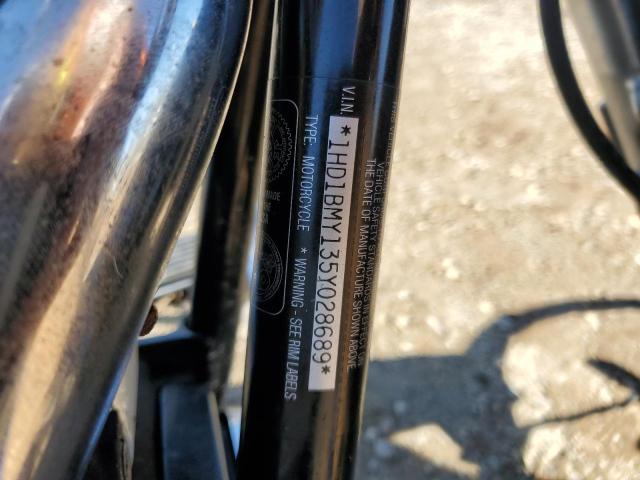 VEHICLE SAFETY STANDARDS IN EFFECT
THE DATE OF MANUFACTURE SHOWN ABOVE
V.I.N.
*1HD1BMY135Y028689*
TYPE: MOTORCYCLE * WARNING - SEE RIM LABELS